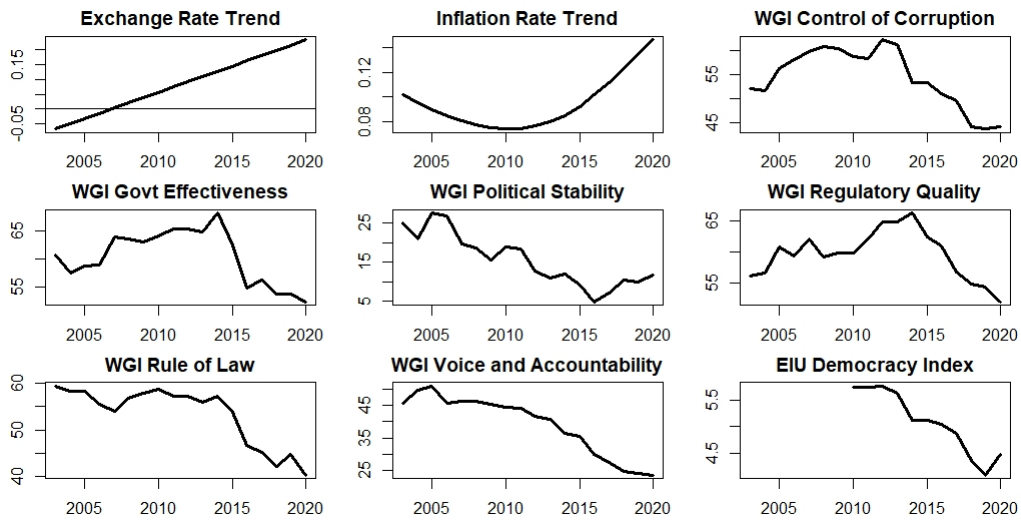 Exchange Rate Trend
0.15
-0.05
2005 2010 2015 2020
Inflation Rate Trend
0.12
0.08
2005 2010 2015 2020
WGI Control of Corruption
55
45
2005 2010 2015 2020
WGI Govt Effectiveness
65
55
2005 2010 2015 2020
WGI Political Stability
25
15
5
2005 2010 2015 2020
WGI Regulatory Quality
65
55
2005 2010 2015 2020
WGI Rule of Law
60
50
40
2005 2010 2015 2020
WGI Voice and Accountability
45
35
25
2005 2010 2015 2020
EIU Democracy Index
5.5
4.5
2005 2010 2015 2020